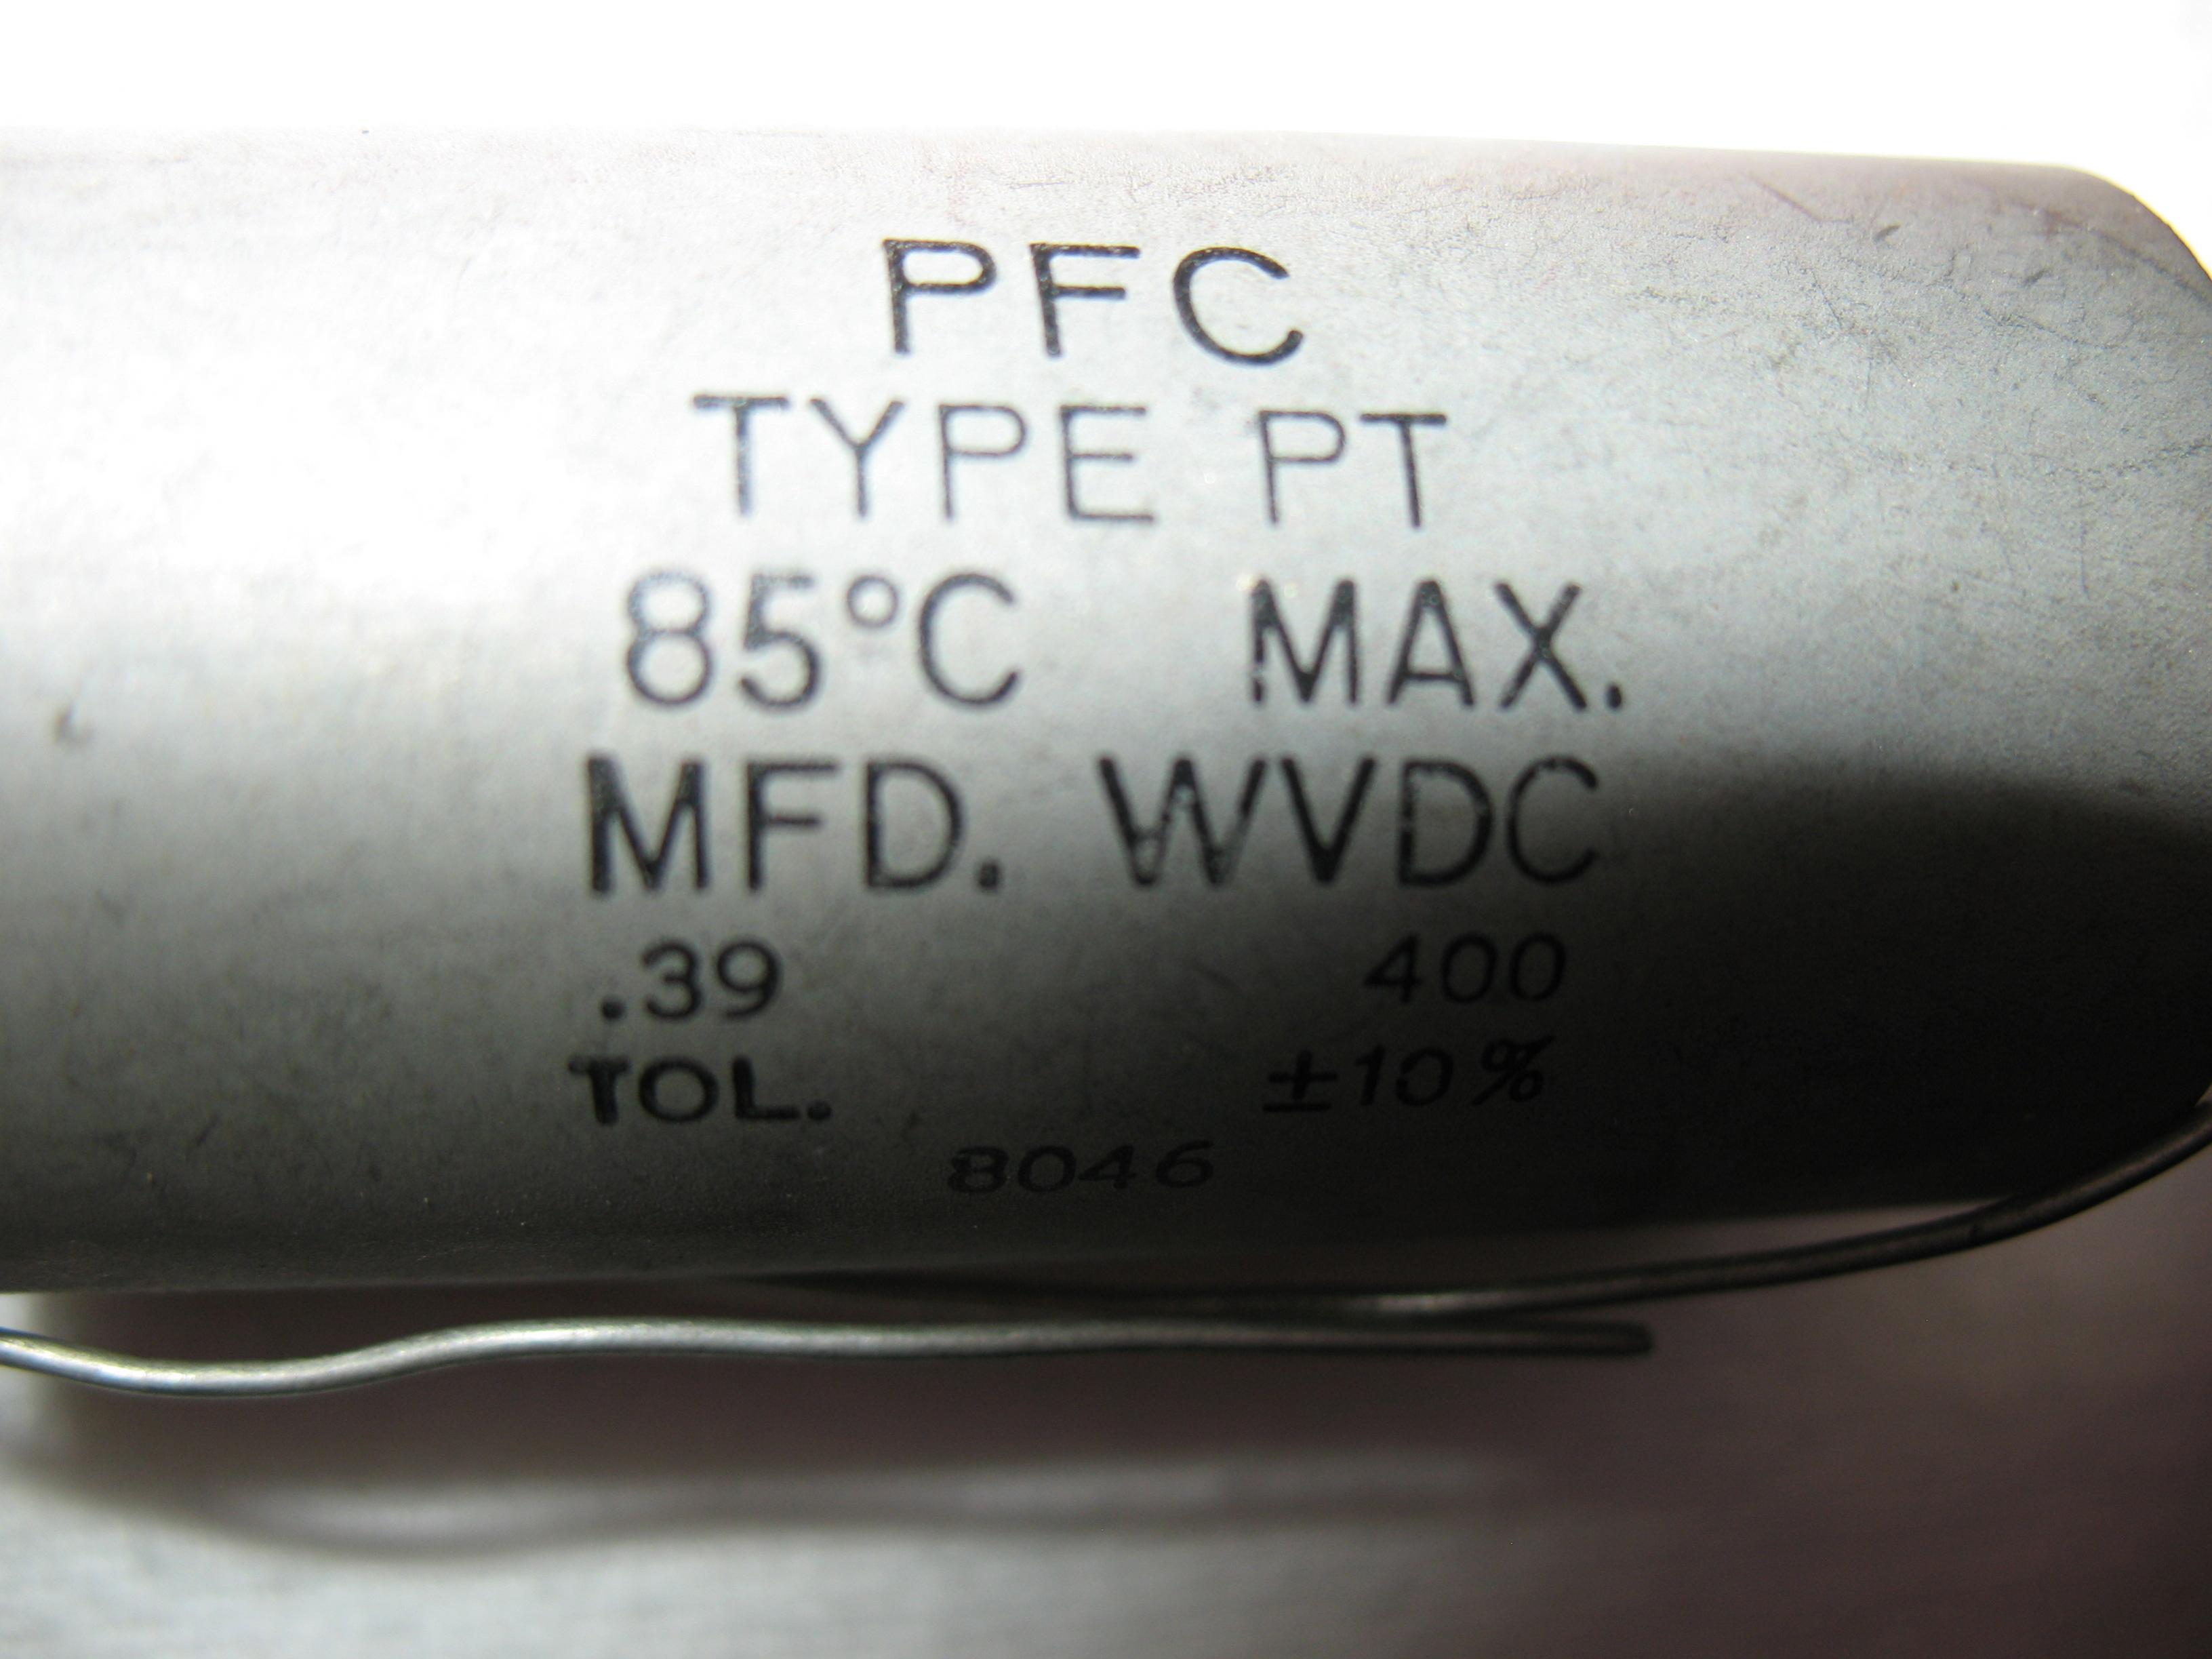 PFC
TYPE PT
85°C MAX.
MFD. WVDC
.39 400
TOL. ±10%
8046